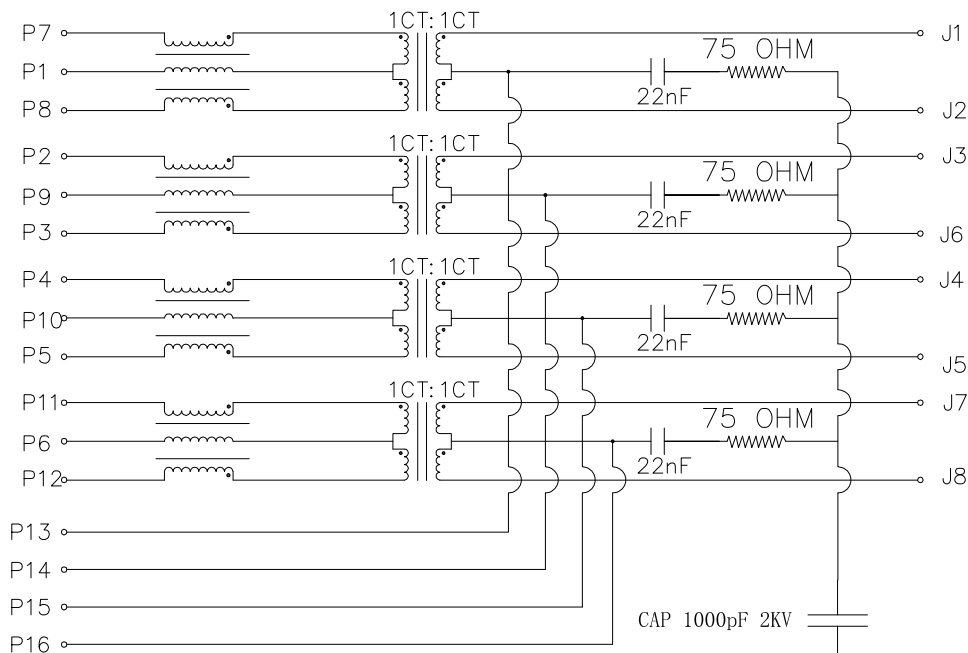 P7
1CT:1CT
J1
75 OHM
P1
22nF
P8
J2
P2
1CT:1CT
J3
75 OHM
P9
22nF
P3
J6
P4
1CT:1CT
J4
75 OHM
P10
22nF
P5
J5
P11
1CT:1CT
J7
75 OHM
P6
22nF
P12
J8
P13
P14
P15
CAP 1000pF 2KV
P16